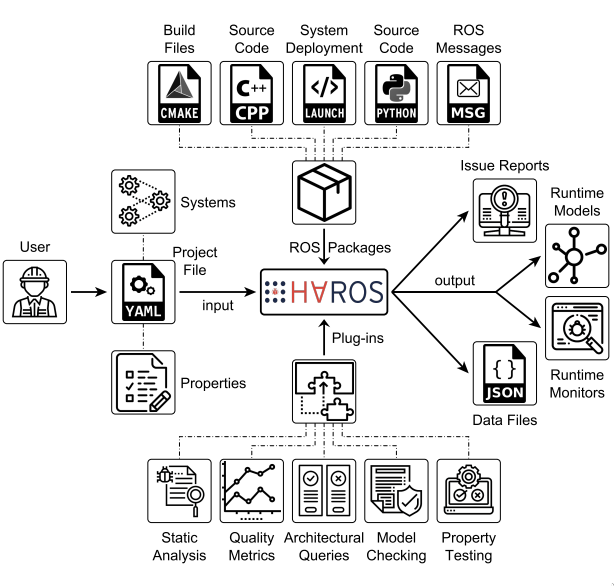 Build
Files
Source
Code
System
Deployment
Source
Code
ROS
Messages
CMAKE
C++
CPP
</>
LAUNCH
PYTHON
MSG
Systems
Issue Reports
Runtime
Models
User
Project
File
ROS Packages
YAML
input
HAROS
output
Properties
Plug-ins
{ }
JSON
Data Files
Runtime
Monitors
Static
Analysis
Quality
Metrics
Architectural
Queries
Model
Checking
Property
Testing